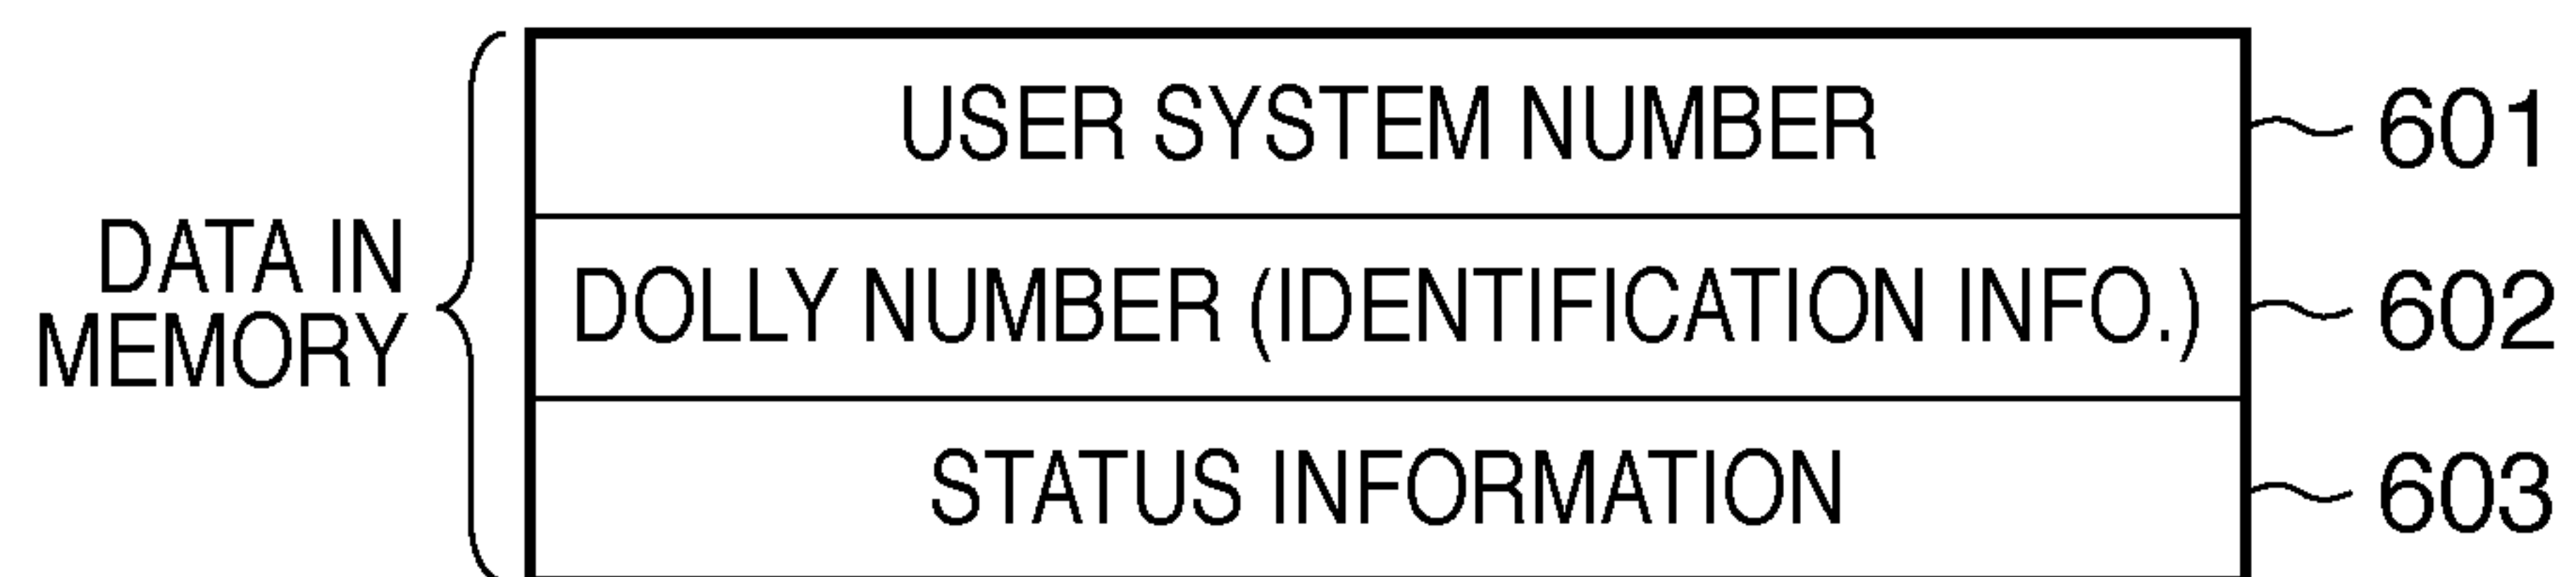 USER SYSTEM NUMBER 601
DATA IN
MEMORY
DOLLY NUMBER (IDENTIFICATION INFO.) 602
STATUS INFORMATION 603